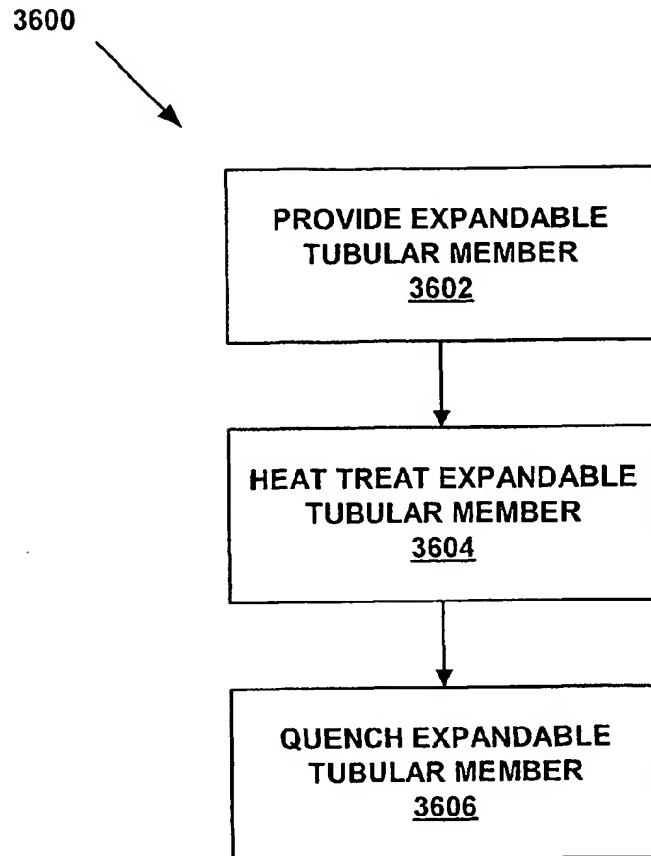 3600
PROVIDE EXPANDABLE
TUBULAR MEMBER
3602
HEAT TREAT EXPANDABLE
TUBULAR MEMBER
3604
QUENCH EXPANDABLE
TUBULAR MEMBER
3606